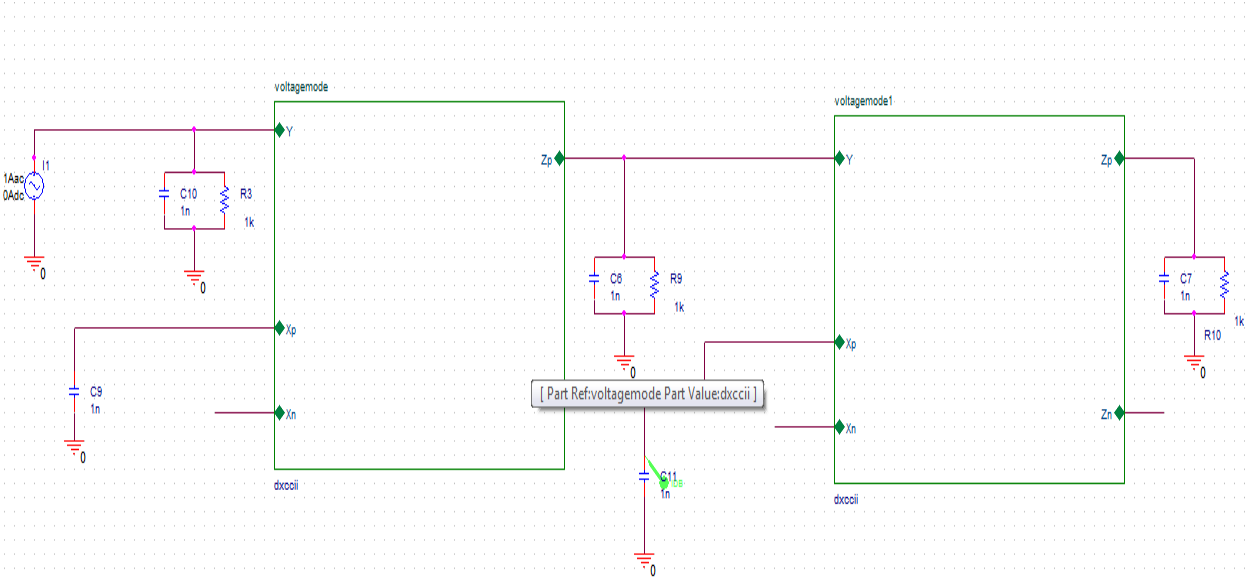 voltagemode
voltagemode1
Y
I1
1Aac
0Adc
C10
1n
R3
1k
0
0
Zp
Y
Zp
C6
1n
R9
1k
0
C7
1n
1k
R10
0
Xp
Xp
C9
1n
0
[ Part Ref:voltagemode Part Value:dxccii ]
Xn
Xn
Zn
C11
1n
IDB
dxccii
dxccii
0